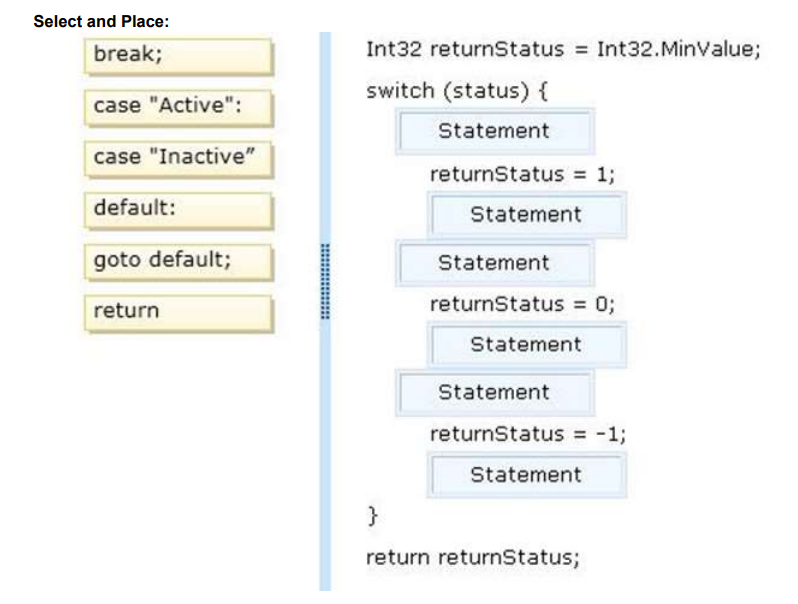 Select and Place:
break;
case "Active":
case "Inactive”
default:
goto default;
return
Int32 returnStatus = Int32.MinValue;
switch (status) {
Statement
returnStatus = 1;
Statement
Statement
returnStatus = 0;
Statement
Statement
returnStatus = -1;
Statement
}
return returnStatus;